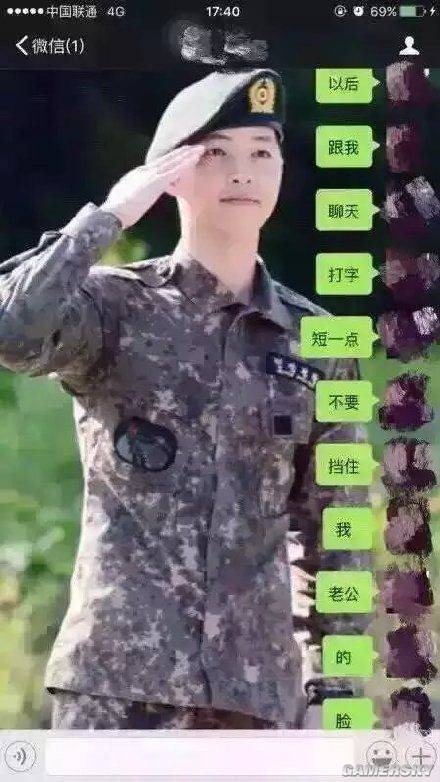 中国联通 4G 17:40 69%
微信(1)
以后
跟我
聊天
打字
短一点
不要
挡住
我
老公
的
脸
GAMERSKY